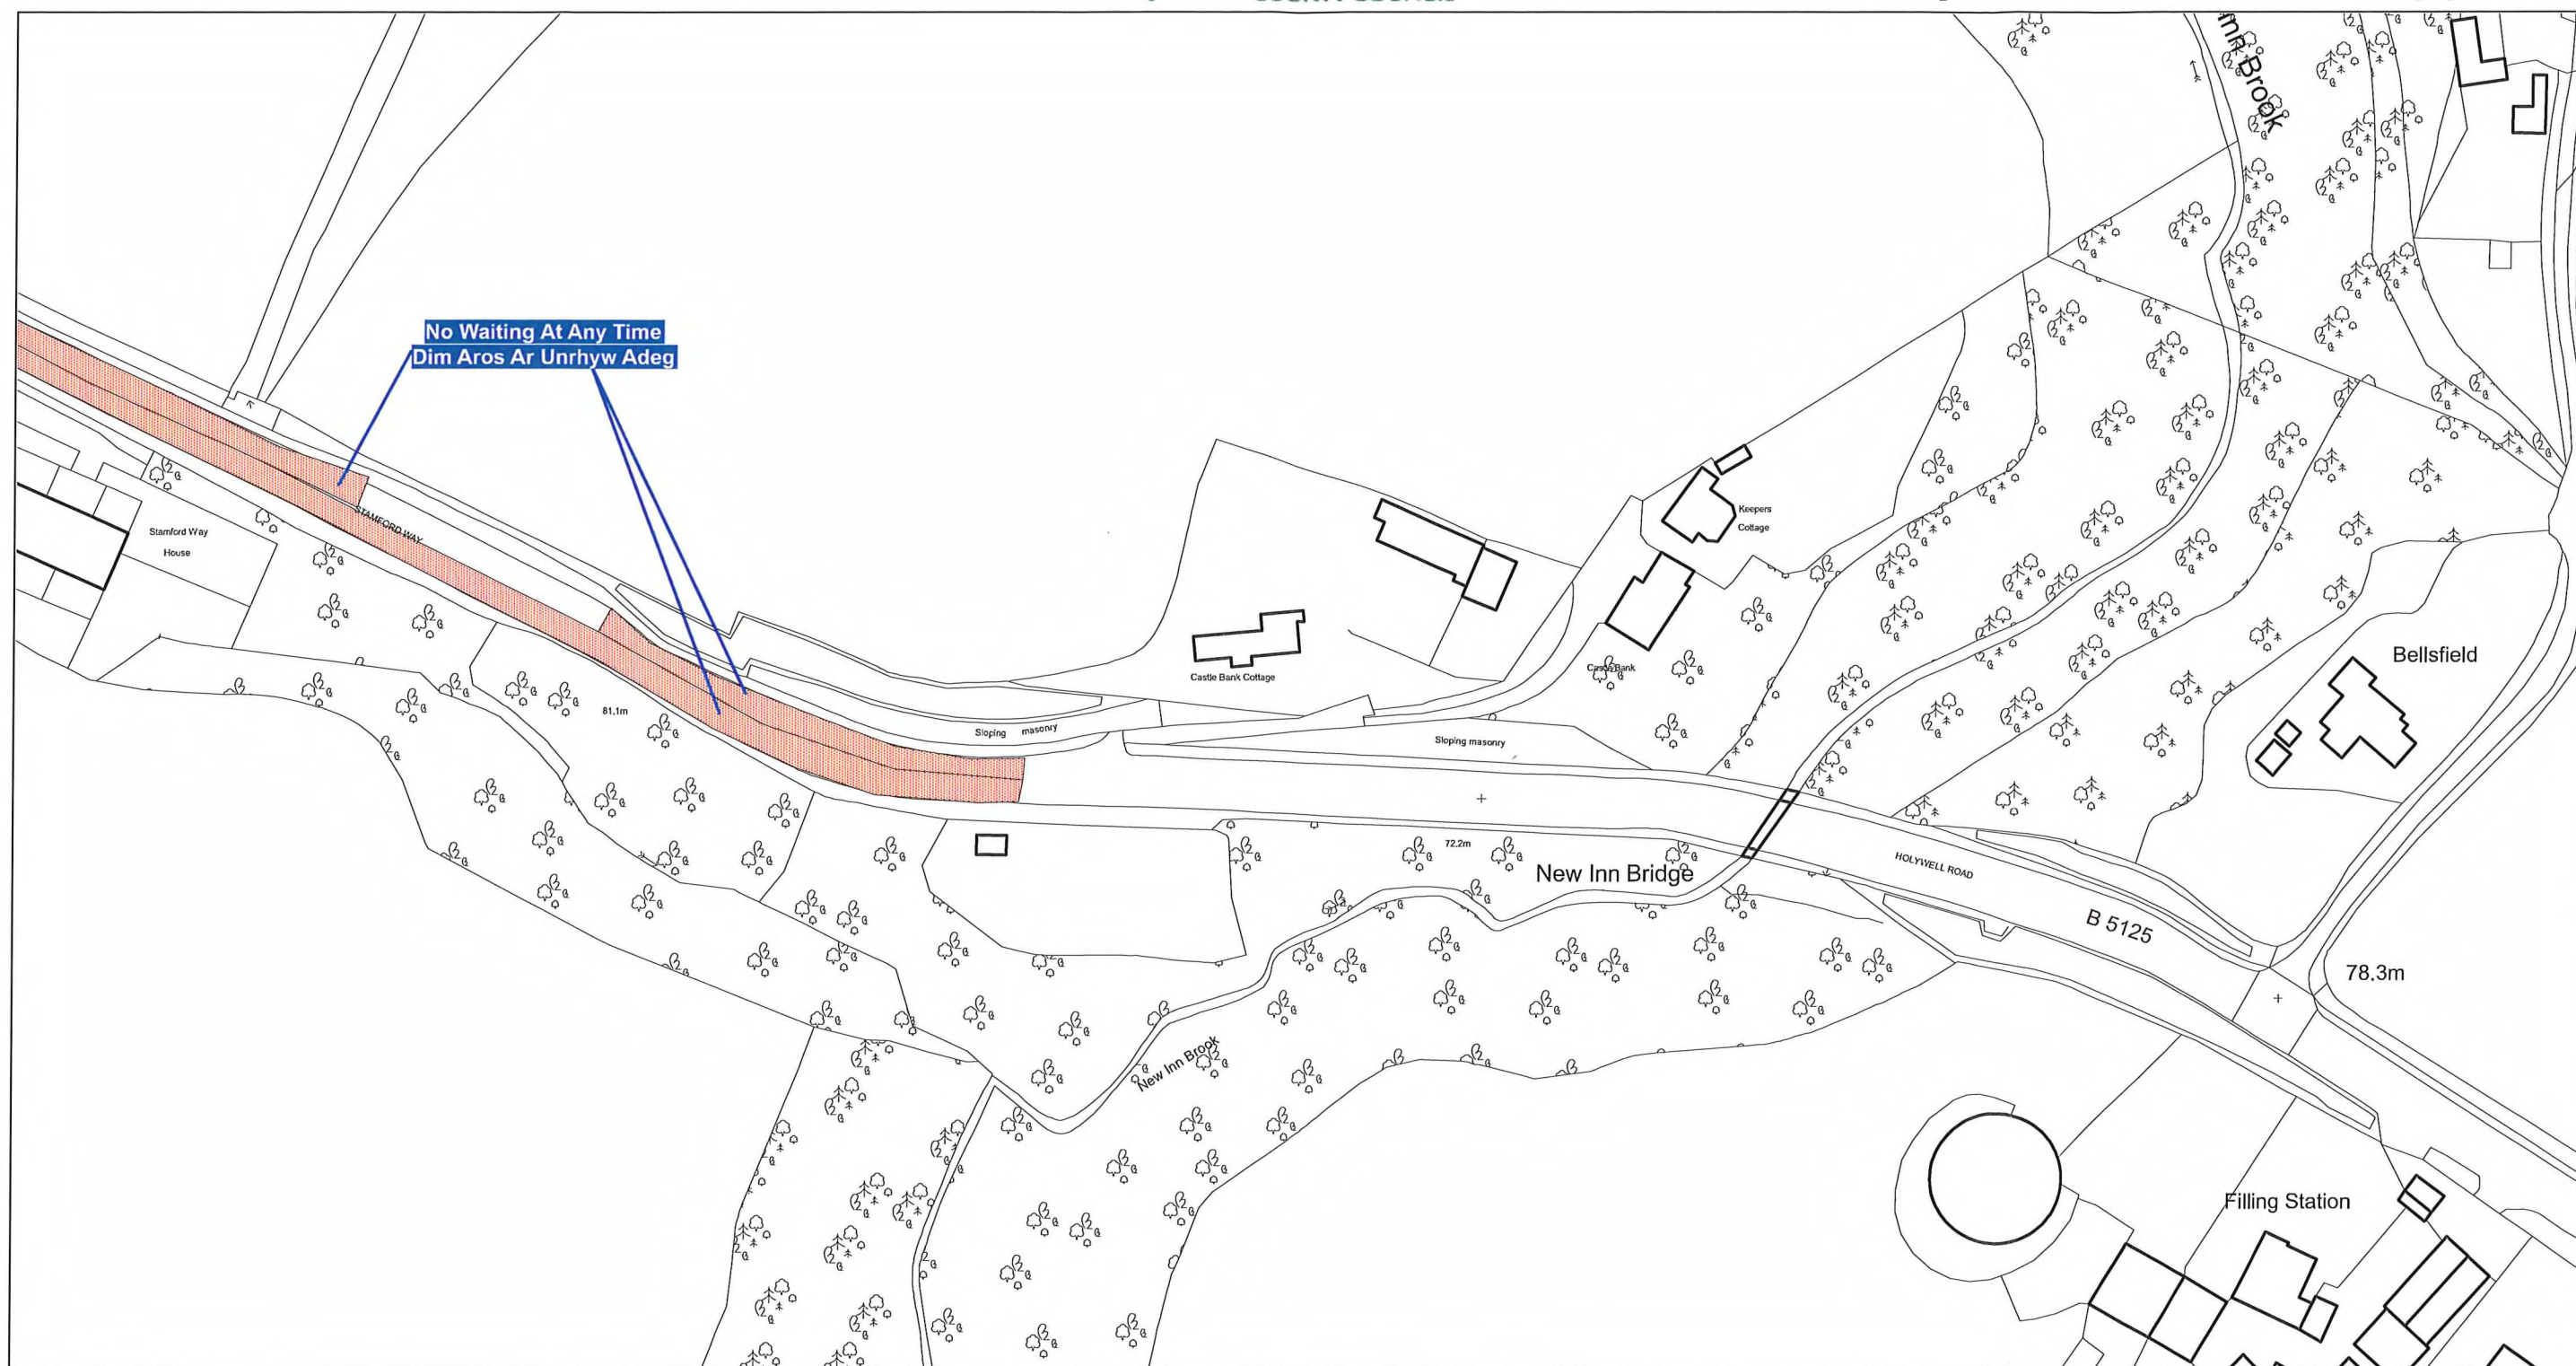 Brook
No Waiting At Any Time
Dim Aros Ar Unrhyw Adeg
STAMFORD WAY
Stamford Way
House
Keepers
Cottage
Castle Bank
Castle Bank Cottage
Bellsfield
81.1m
Sloping masonry
Sloping masonry
72.2m
New Inn Bridge
HOLYWELL ROAD
B 5125
78.3m
New Inn Brook
Filling Station